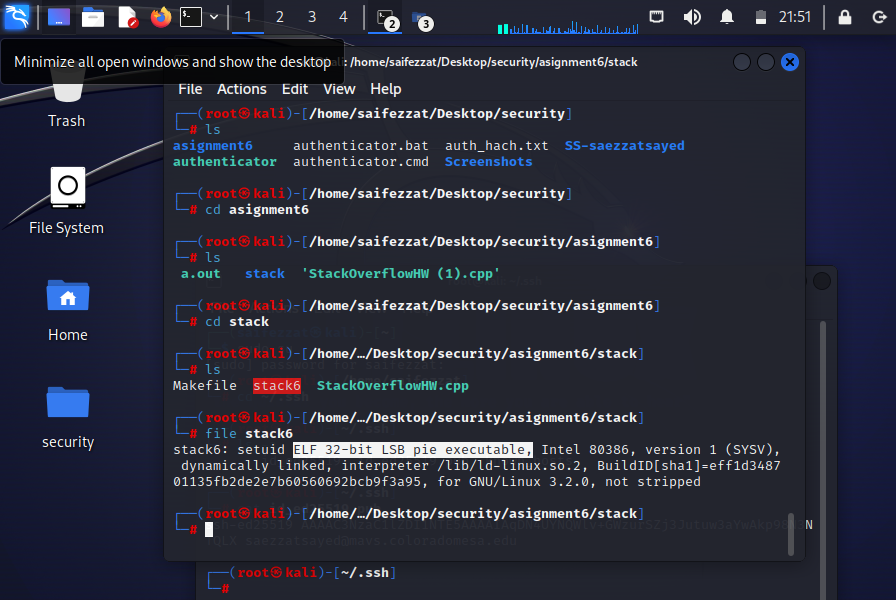 1 2 3 4 2 3 21:51
Minimize all open windows and show the desktop
kali: /home/saifezzat/Desktop/security/asignment6/stack
File Actions Edit View Help
Trash
File System
Home
security
┌──(root㉿kali)-[/home/saifezzat/Desktop/security]
└─# ls
asignment6 authenticator.bat auth_hach.txt SS-saezzatsayed
authenticator authenticator.cmd Screenshots
┌──(root㉿kali)-[/home/saifezzat/Desktop/security]
└─# cd asignment6
┌──(root㉿kali)-[/home/saifezzat/Desktop/security/asignment6]
└─# ls
a.out stack 'StackOverflowHW (1).cpp'
┌──(root㉿kali)-[/home/saifezzat/Desktop/security/asignment6]
└─# cd stack
┌──(root㉿kali)-[/home/…/Desktop/security/asignment6/stack]
└─# ls
Makefile stack6 StackOverflowHW.cpp
┌──(root㉿kali)-[/home/…/Desktop/security/asignment6/stack]
└─# file stack6
stack6: setuid ELF 32-bit LSB pie executable, Intel 80386, version 1 (SYSV),
dynamically linked, interpreter /lib/ld-linux.so.2, BuildID[sha1]=eff1d3487
01135fb2de2e7b60560692bcb9f3a95, for GNU/Linux 3.2.0, not stripped
┌──(root㉿kali)-[/home/…/Desktop/security/asignment6/stack]
└─#
saezzatsayed@mavs.coloradomesa.edu
┌──(root㉿kali)-[~/.ssh]
└─#